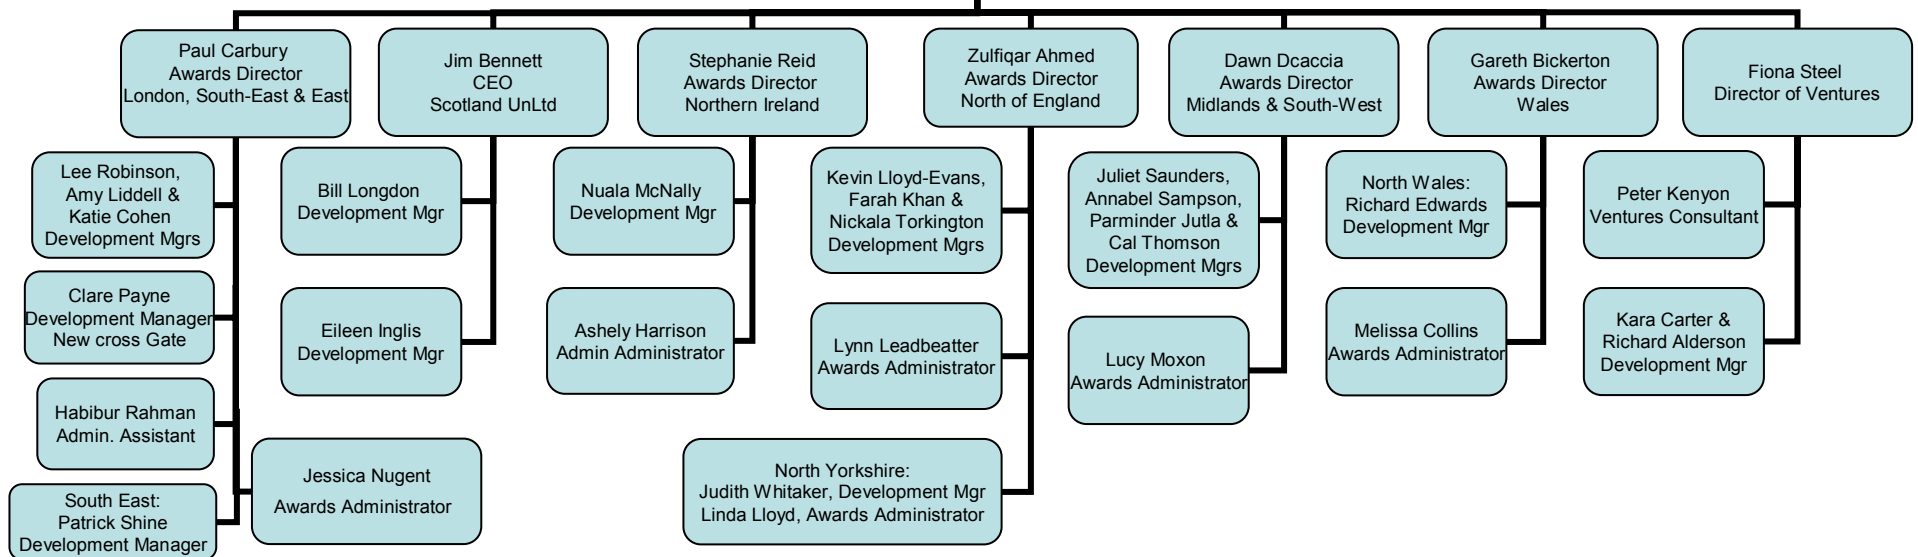 Paul Carbury
Awards Director
London, South-East & East
Jim Bennett
CEO
Scotland UnLtd
Stephanie Reid
Awards Director
Northern Ireland
Zulfiqar Ahmed
Awards Director
North of England
Dawn Dcaccia
Awards Director
Midlands & South-West
Gareth Bickerton
Awards Director
Wales
Fiona Steel
Director of Ventures
Lee Robinson,
Amy Liddell &
Katie Cohen
Development Mgrs
Bill Longdon
Development Mgr
Nuala McNally
Development Mgr
Kevin Lloyd-Evans,
Farah Khan &
Nickala Torkington
Development Mgrs
Juliet Saunders,
Annabel Sampson,
Parminder Jutla &
Cal Thomson
Development Mgrs
North Wales:
Richard Edwards
Development Mgr
Peter Kenyon
Ventures Consultant
Clare Payne
Development Manager
New cross Gate
Eileen Inglis
Development Mgr
Ashely Harrison
Admin Administrator
Lynn Leadbeatter
Awards Administrator
Lucy Moxon
Awards Administrator
Melissa Collins
Awards Administrator
Kara Carter &
Richard Alderson
Development Mgr
Habibur Rahman
Admin. Assistant
Jessica Nugent
Awards Administrator
North Yorkshire:
Judith Whitaker, Development Mgr
Linda Lloyd, Awards Administrator
South East:
Patrick Shine
Development Manager